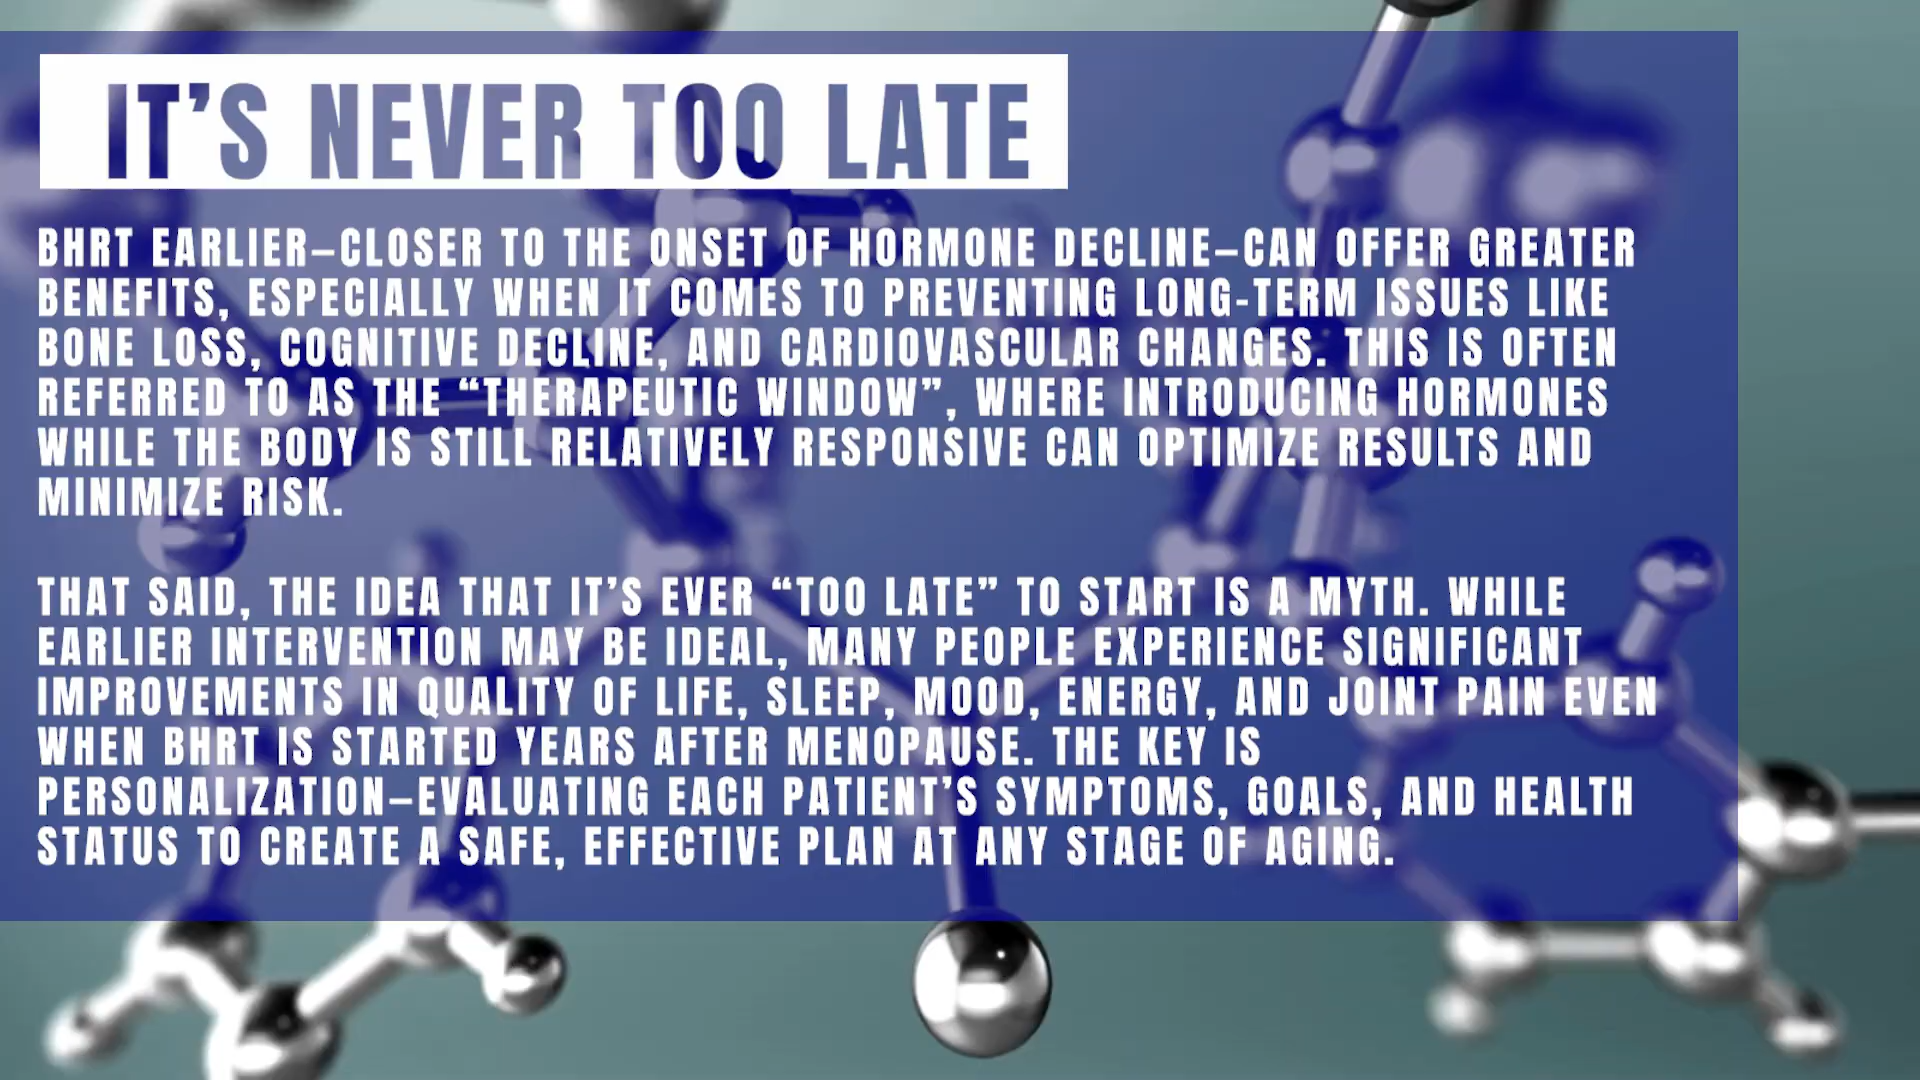 IT’S NEVER TOO LATE
BHRT EARLIER—CLOSER TO THE ONSET OF HORMONE DECLINE—CAN OFFER GREATER
BENEFITS, ESPECIALLY WHEN IT COMES TO PREVENTING LONG-TERM ISSUES LIKE
BONE LOSS, COGNITIVE DECLINE, AND CARDIOVASCULAR CHANGES. THIS IS OFTEN
REFERRED TO AS THE “THERAPEUTIC WINDOW”, WHERE INTRODUCING HORMONES
WHILE THE BODY IS STILL RELATIVELY RESPONSIVE CAN OPTIMIZE RESULTS AND
MINIMIZE RISK.
THAT SAID, THE IDEA THAT IT’S EVER “TOO LATE” TO START IS A MYTH. WHILE
EARLIER INTERVENTION MAY BE IDEAL, MANY PEOPLE EXPERIENCE SIGNIFICANT
IMPROVEMENTS IN QUALITY OF LIFE, SLEEP, MOOD, ENERGY, AND JOINT PAIN EVEN
WHEN BHRT IS STARTED YEARS AFTER MENOPAUSE. THE KEY IS
PERSONALIZATION—EVALUATING EACH PATIENT’S SYMPTOMS, GOALS, AND HEALTH
STATUS TO CREATE A SAFE, EFFECTIVE PLAN AT ANY STAGE OF AGING.